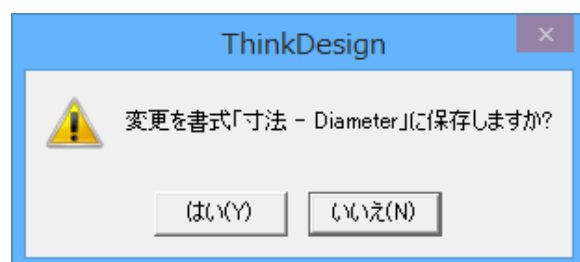 ThinkDesign
変更を書式「寸法 - Diameter」に保存しますか?
はい(Y)
いいえ(N)